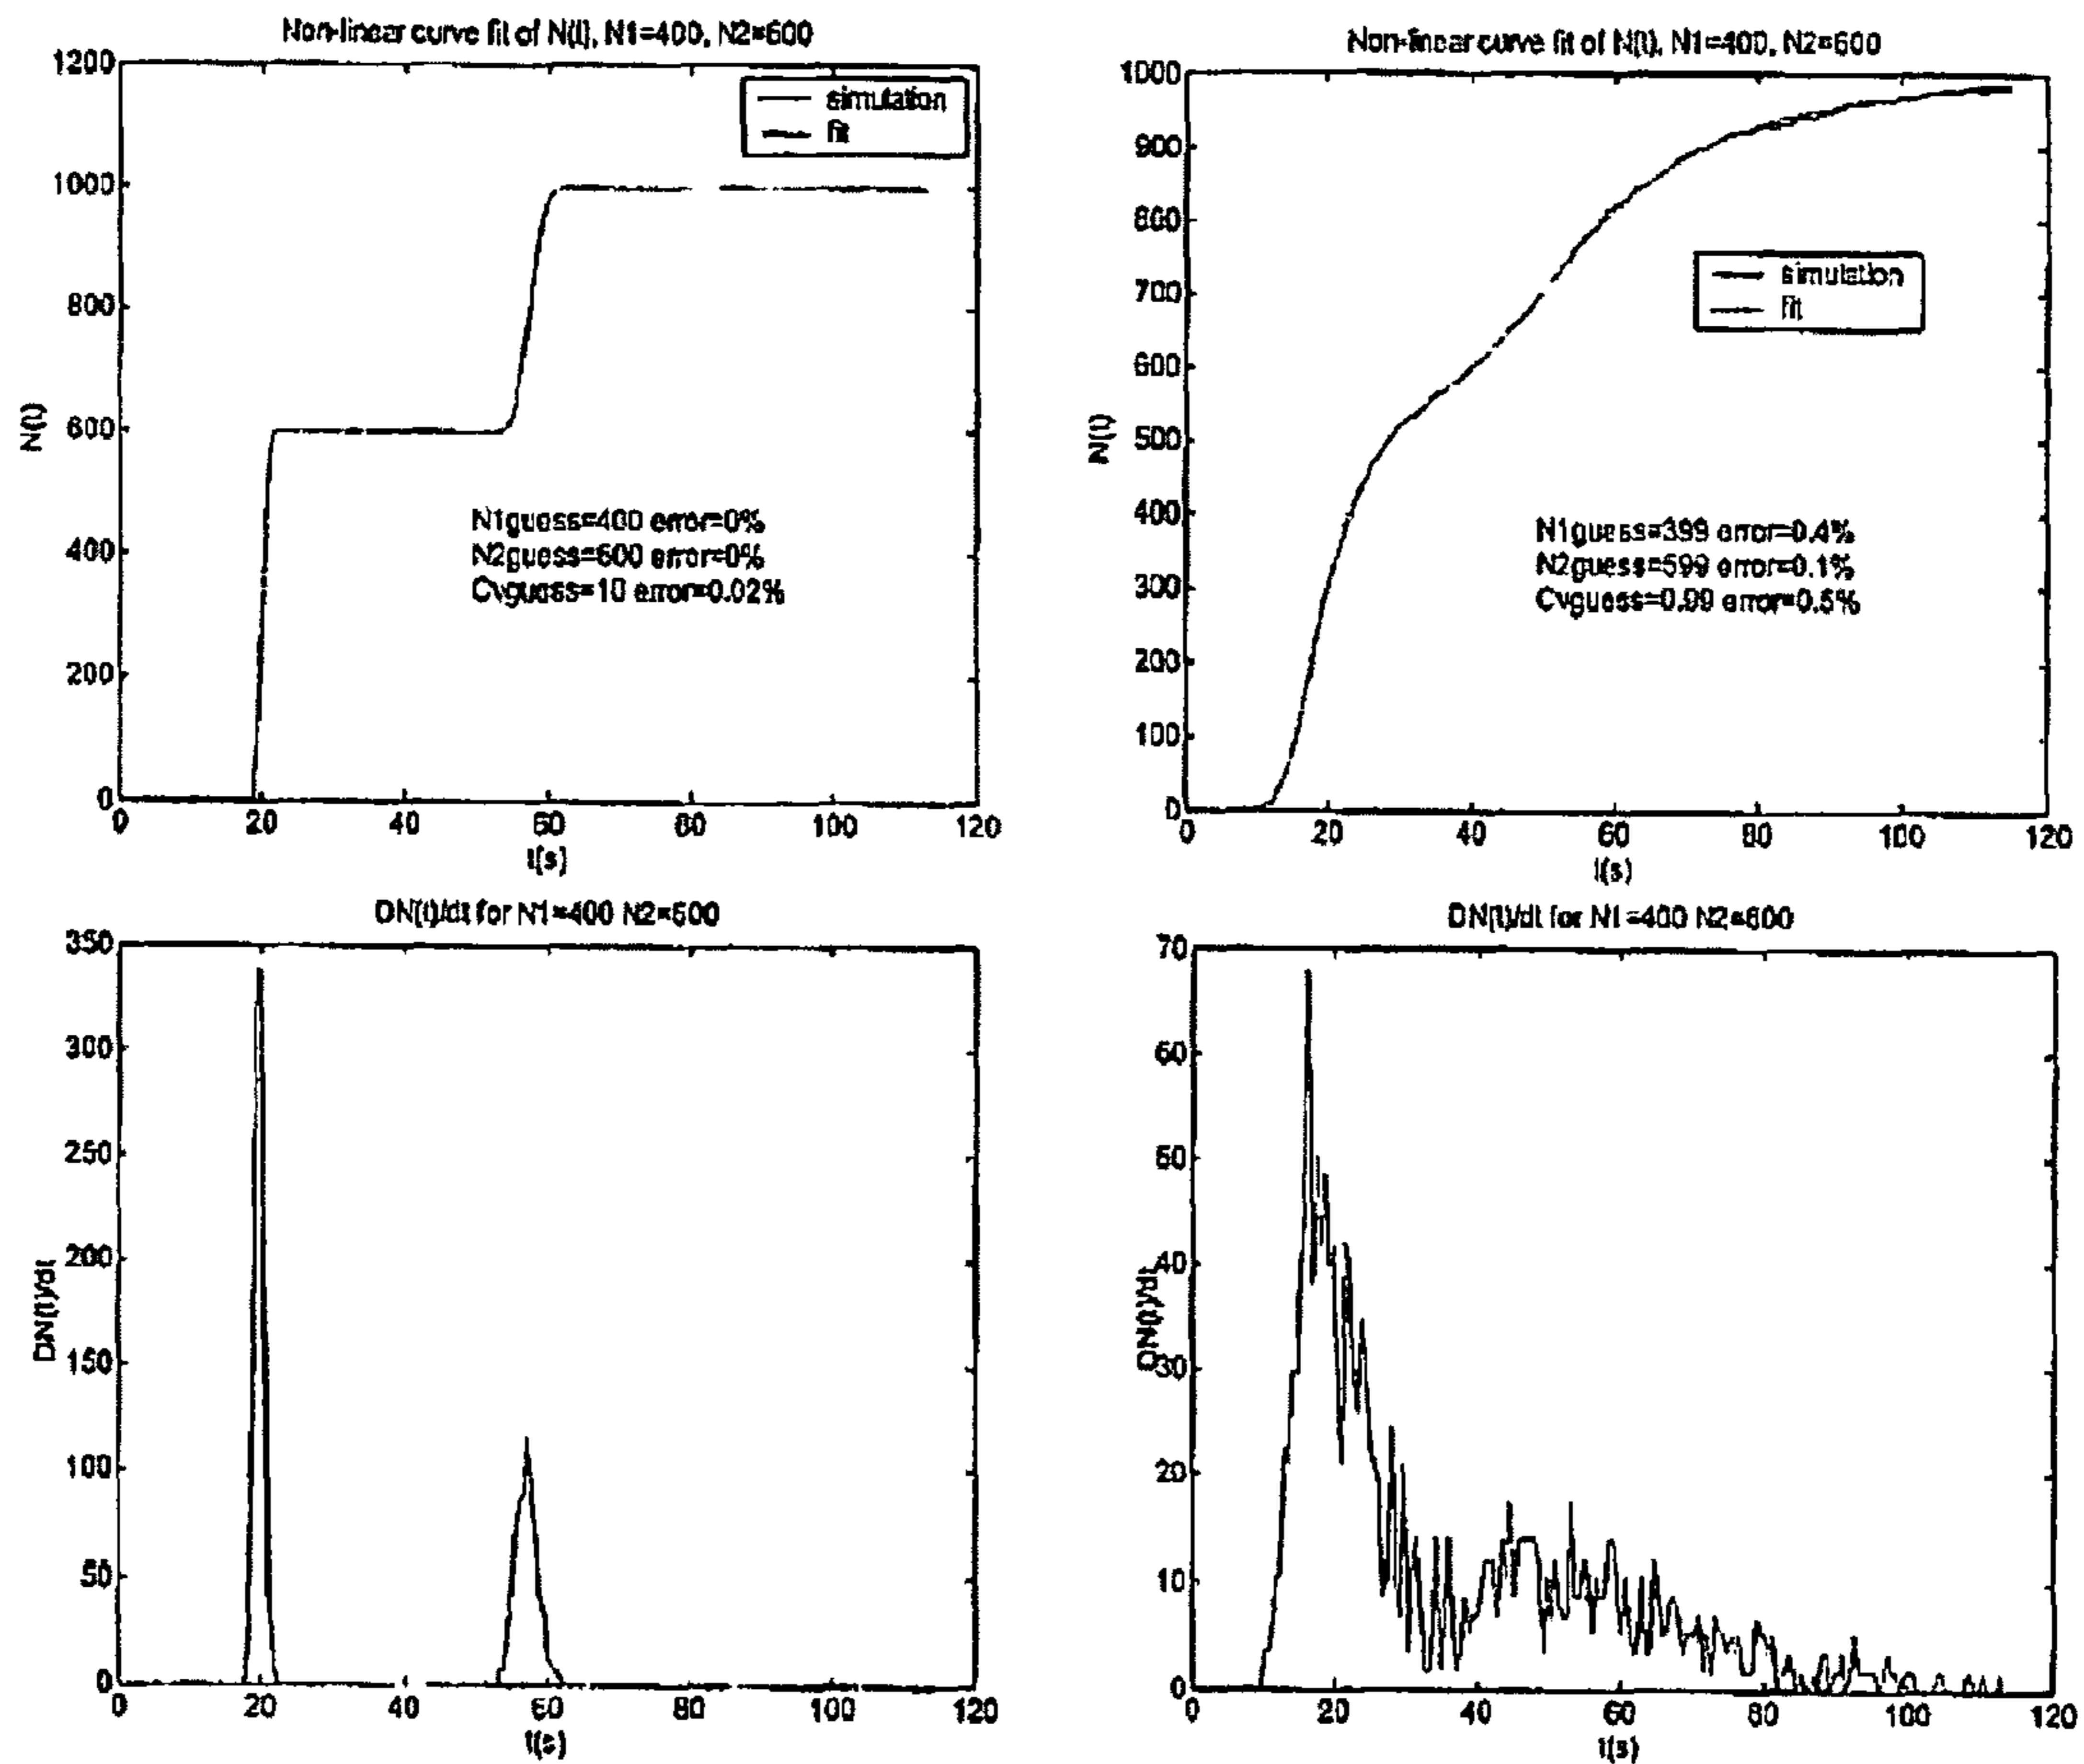 Non-linear curve fit of N(t), N1=400, N2=600
1200
1000
800
600
400
200
0
N(t)
simulation
fit
N1guess=400 error=0%
N2guess=600 error=0%
Cvguess=10 error=0.02%
0 20 40 60 80 100 120
t(s)
Non-linear curve fit of N(t), N1=400, N2=600
1000
900
800
700
600
500
400
300
200
100
0
N(t)
simulation
fit
N1guess=399 error=0.4%
N2guess=599 error=0.1%
Cvguess=0.99 error=0.5%
0 20 40 60 80 100 120
t(s)
DN(t)/dt for N1=400 N2=600
350
300
250
200
150
100
50
0
DN(t)/dt
0 20 40 60 80 100 120
t(s)
DN(t)/dt for N1=400 N2=600
70
60
50
40
30
20
10
0
DN(t)/dt
0 20 40 60 80 100 120
t(s)